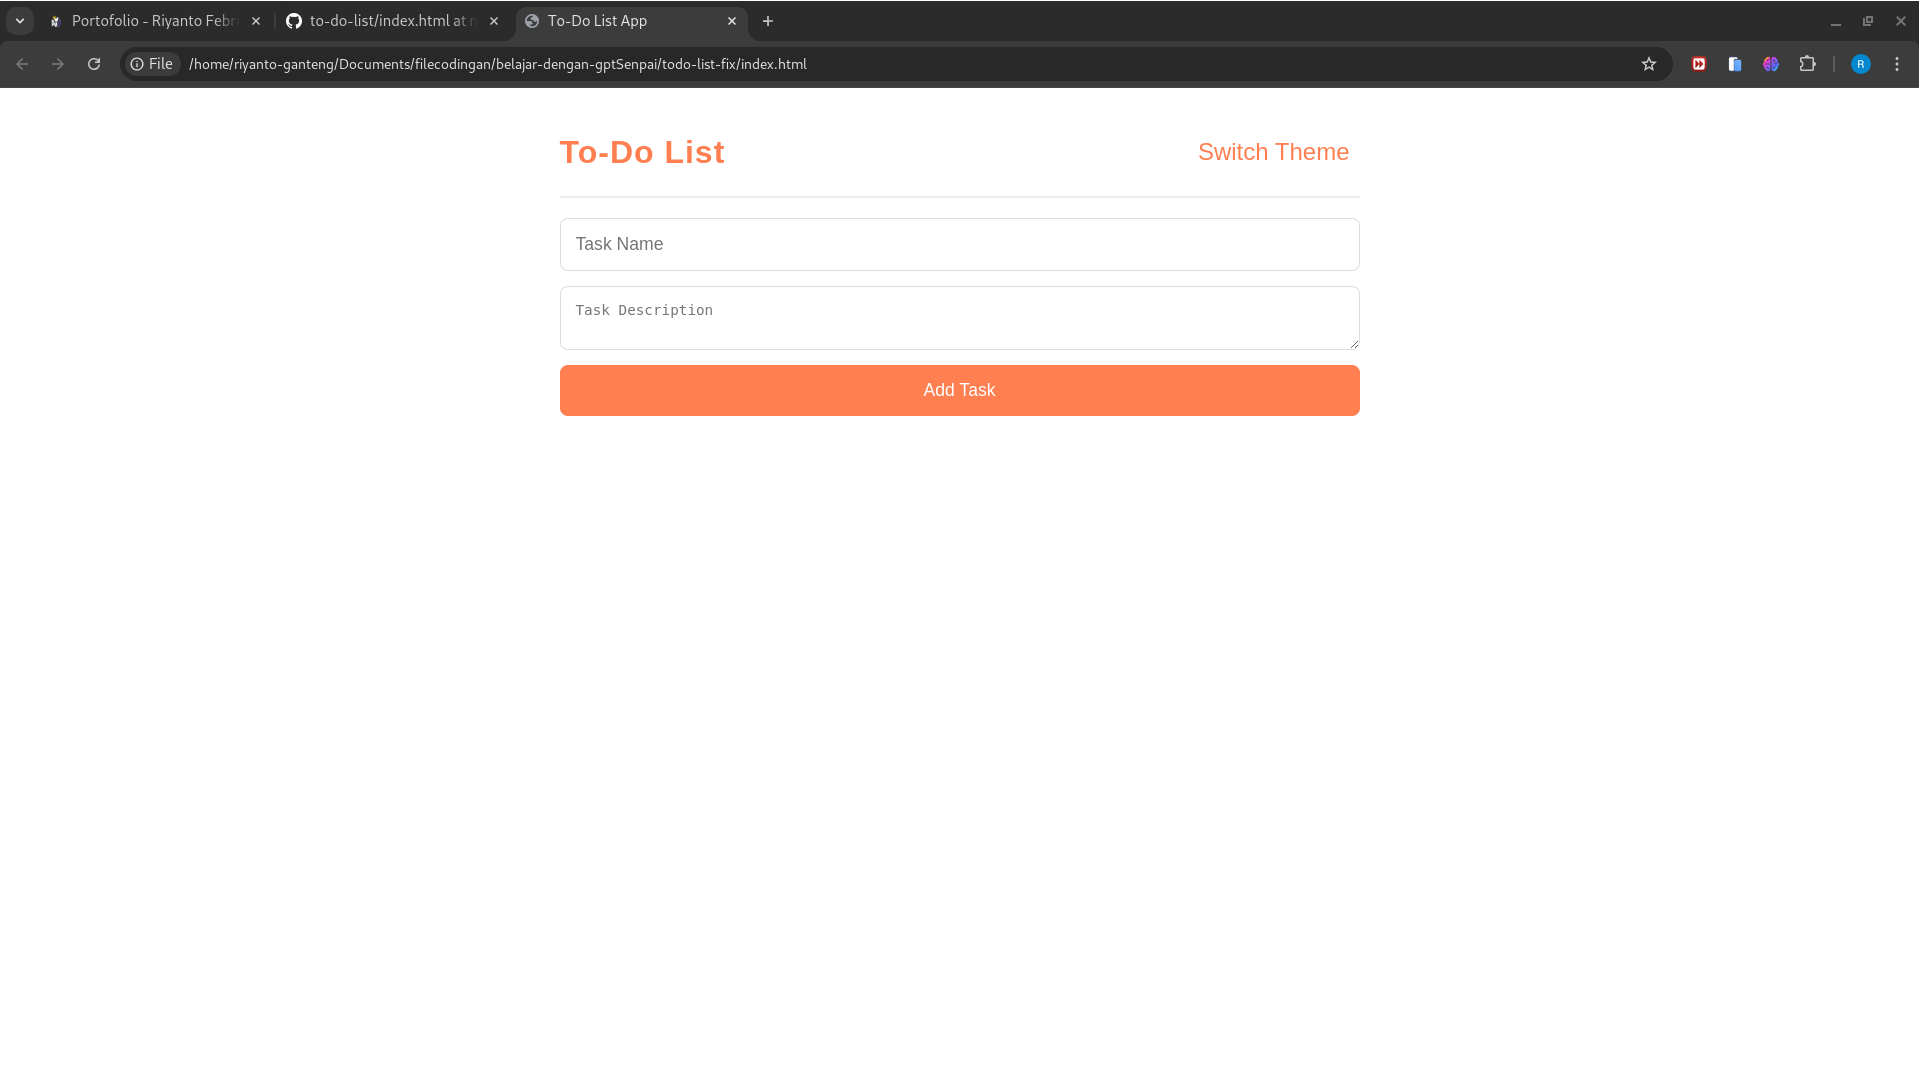 Portofolio - Riyanto Febri
to-do-list/index.html at m
To-Do List App
File
/home/riyanto-ganteng/Documents/filecodingan/belajar-dengan-gptSenpai/todo-list-fix/index.html
R
To-Do List
Switch Theme
Task Name
Task Description
Add Task